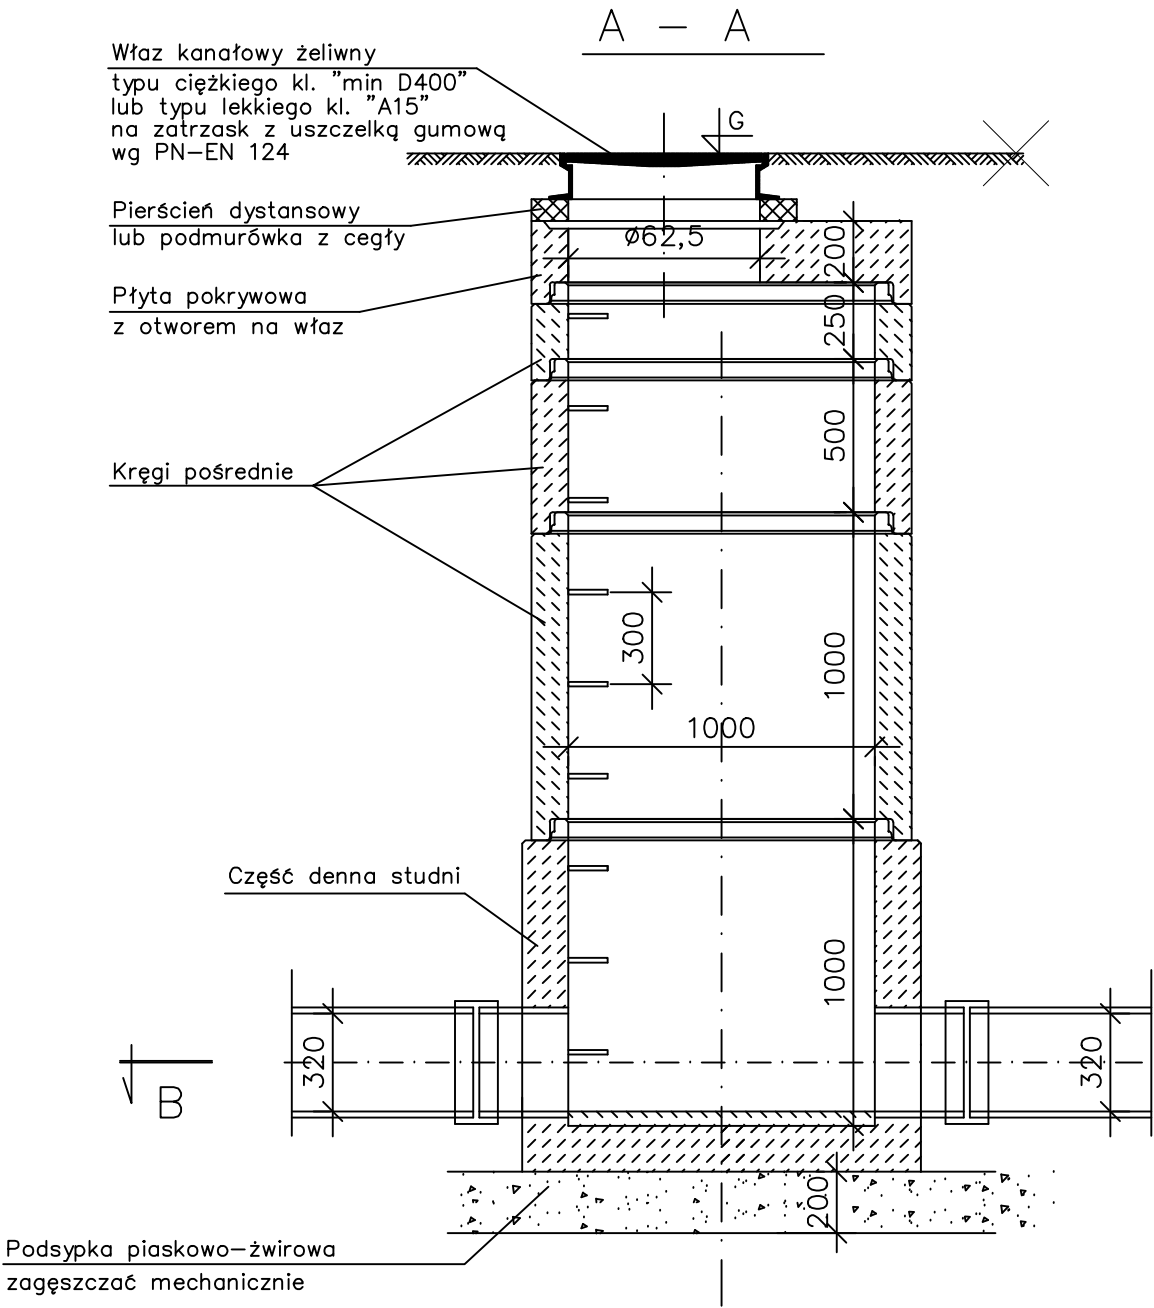 A – A
Właz kanałowy żeliwny
typu ciężkiego kl. "min D400"
lub typu lekkiego kl. "A15"
na zatrzask z uszczelką gumową
wg PN–EN 124
G
Pierścień dystansowy
lub podmurówka z cegły
ø62,5
200
Płyta pokrywowa
z otworem na właz
250
500
Kręgi pośrednie
300
1000
1000
Część denna studni
1000
320
320
B
200
Podsypka piaskowo–żwirowa
zagęszczać mechanicznie